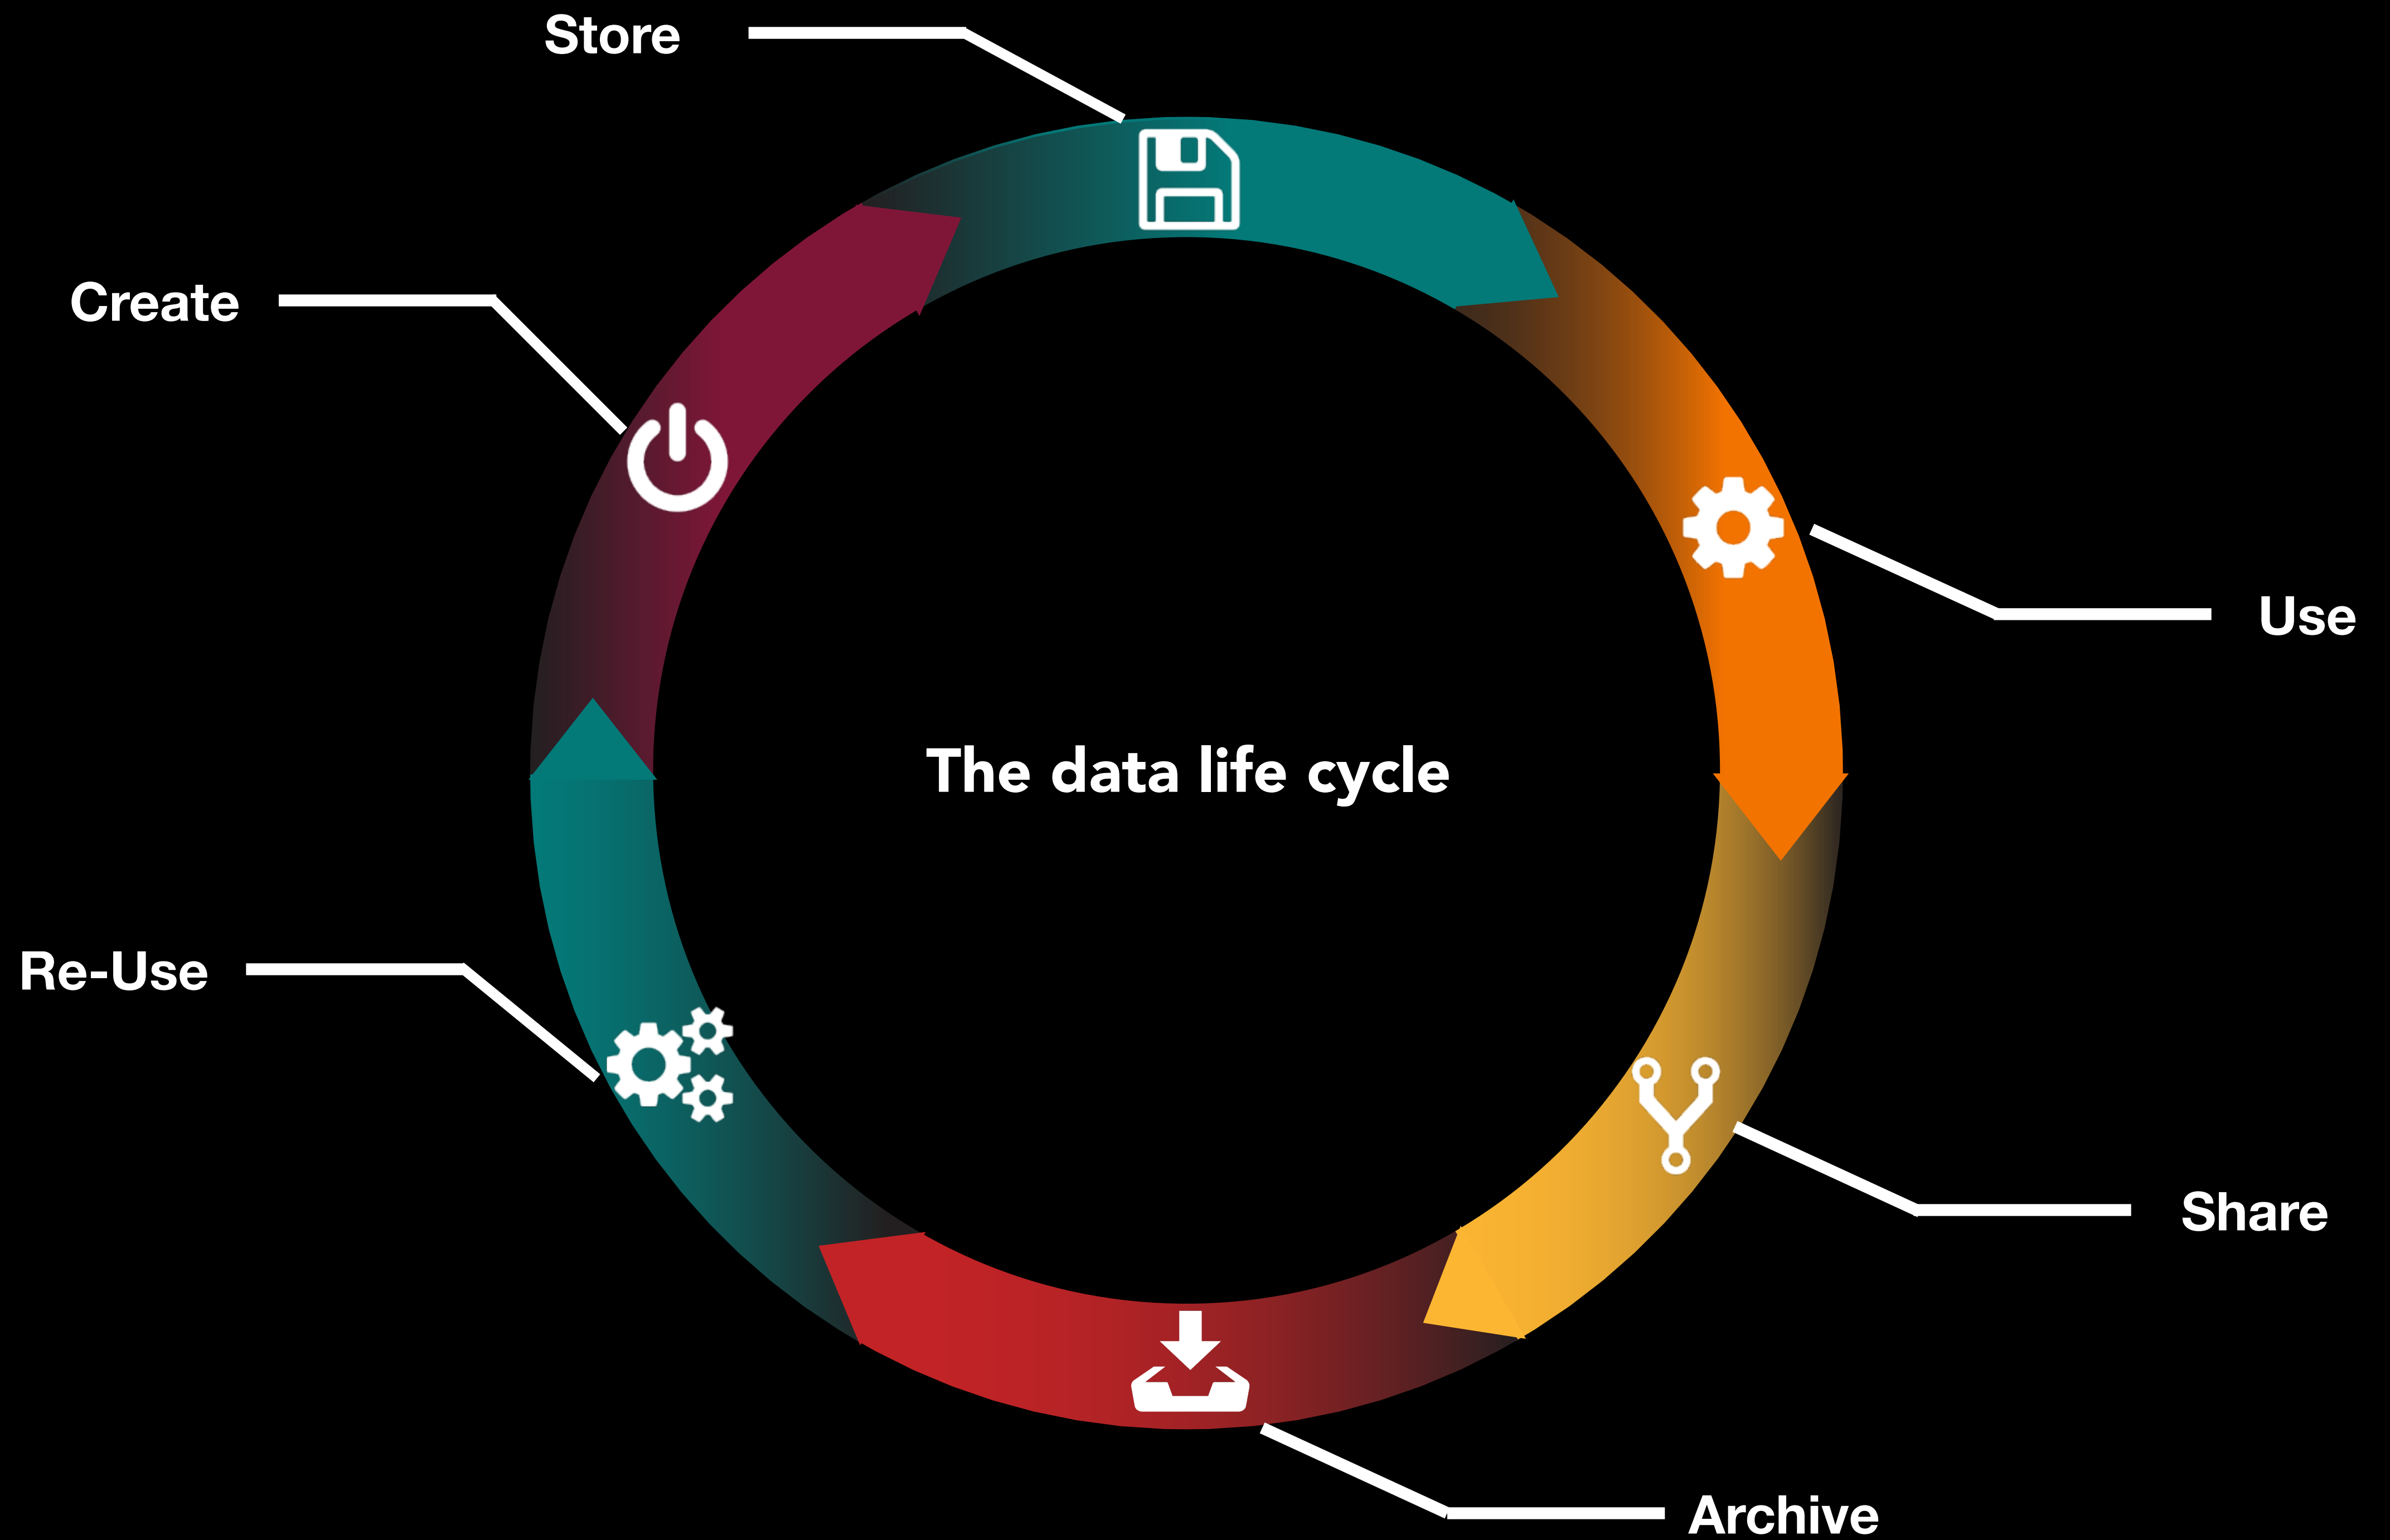 Store
Create
Use
The data life cycle
Re-Use
Share
Archive